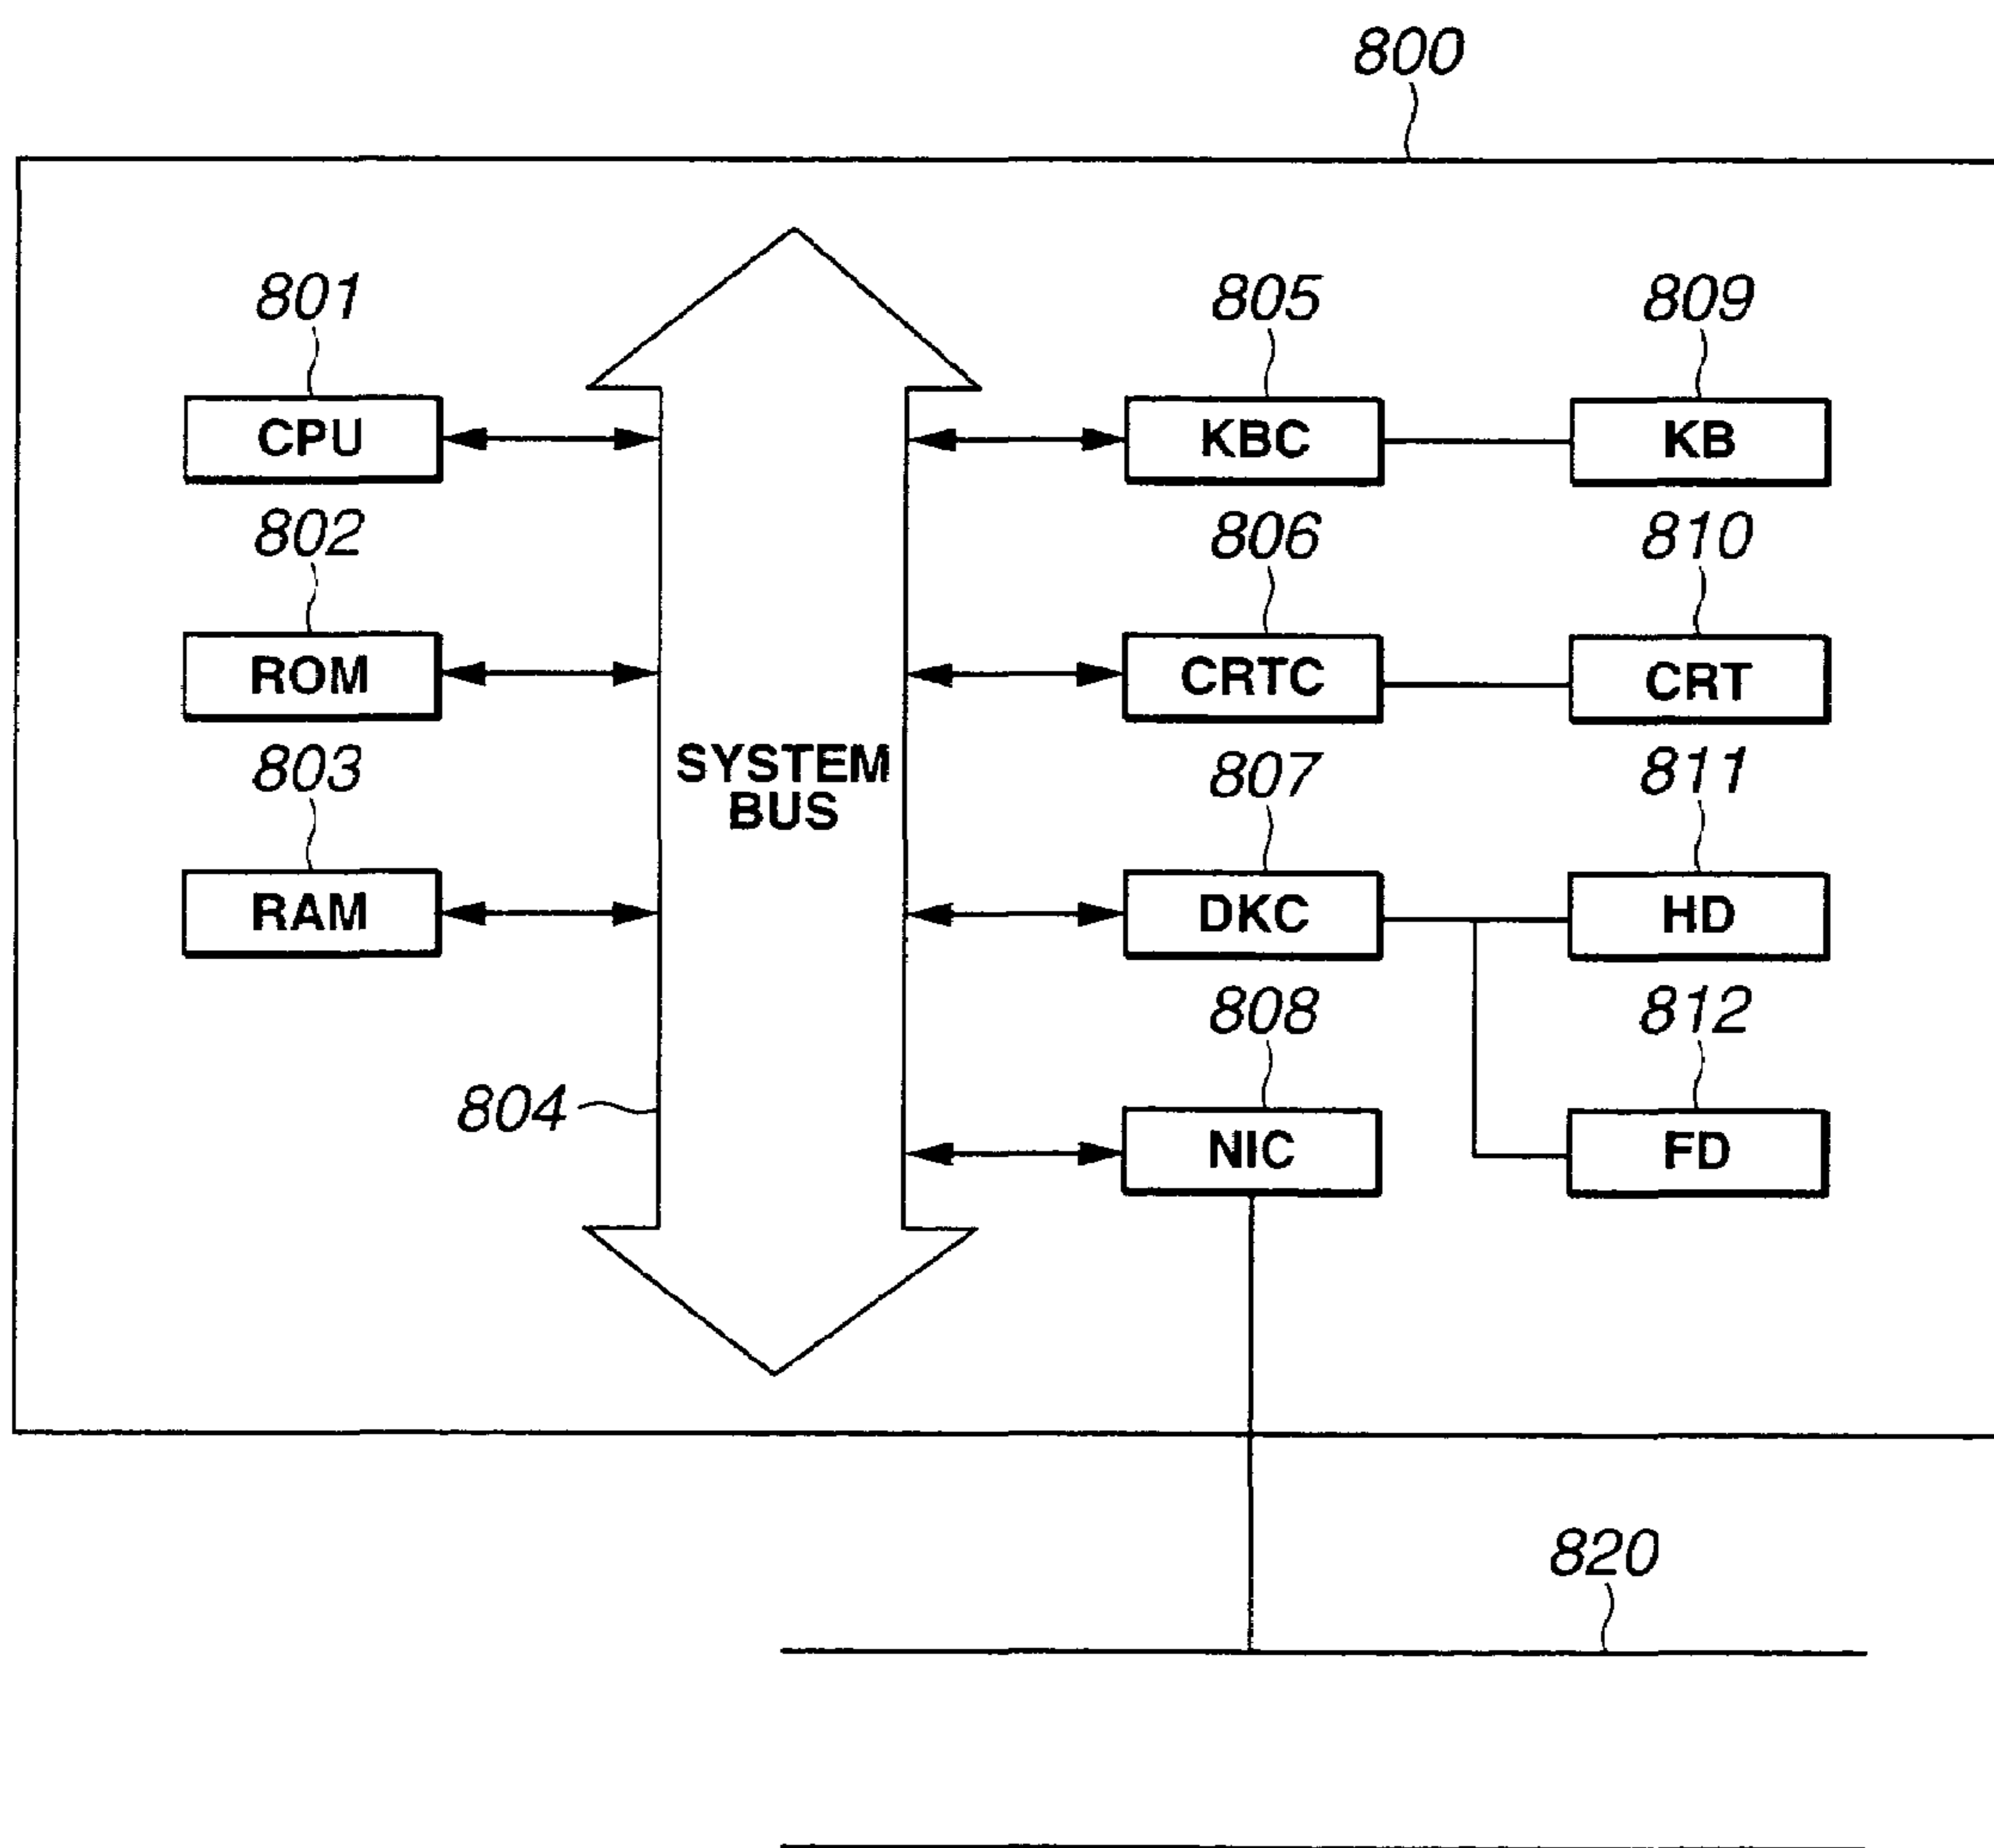 800
801
805
809
CPU
KBC
KB
802
806
810
ROM
CRTC
CRT
803
SYSTEM
BUS
807
811
RAM
DKC
HD
804
808
812
NIC
FD
820